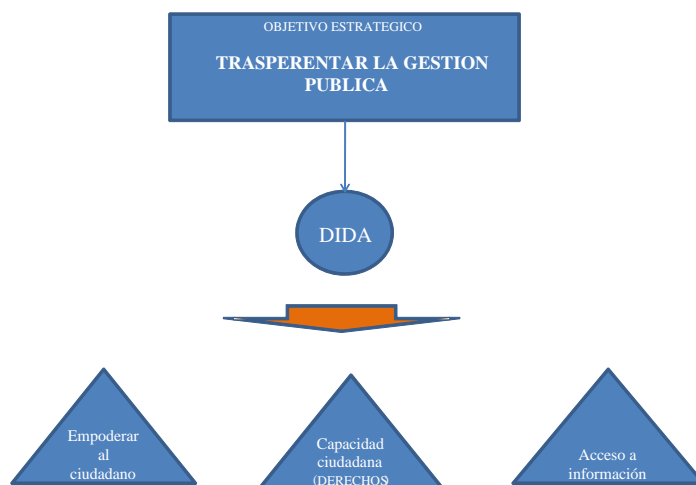 OBJETIVO ESTRATEGICO
TRASPERENTAR LA GESTION
PUBLICA
DIDA
Empoderar
al
ciudadano
Capacidad
ciudadana
(DERECHOS)
Acceso a
información